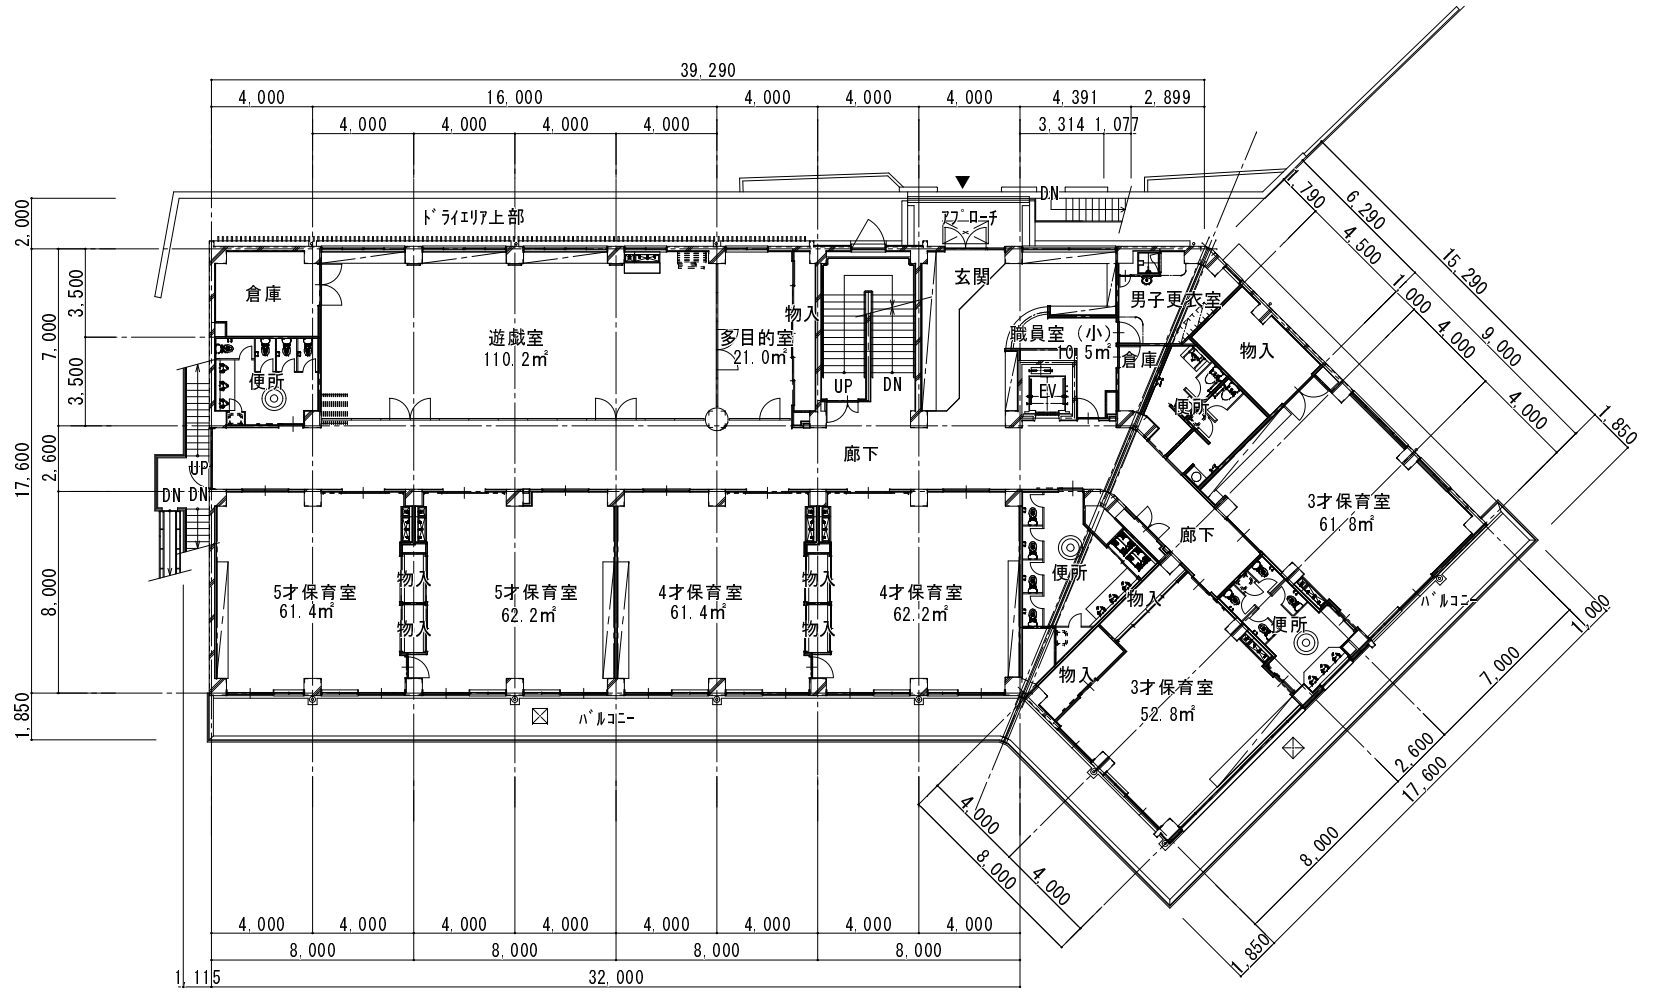 39,290
4,000
16,000
4,000
4,000
4,000
4,391
2,899
4,000
4,000
4,000
4,000
3,314
1,077
DN
ﾄﾞﾗｲｴﾘｱ上部
ｱﾌﾟﾛｰﾁ
1,790
6,290
15,290
4,500
1,000
9,000
4,000
4,000
1,850
2,000
3,500
7,000
3,500
17,600
2,600
8,000
1,850
倉庫
遊戯室
110.2㎡
多目的室
21.0㎡
物入
玄関
男子更衣室
職員室（小）
10.5㎡
倉庫
物入
便所
UP
DN
EV
便所
廊下
UP
DN
DN
3才保育室
61.8㎡
廊下
便所
5才保育室
61.4㎡
物入
物入
5才保育室
62.2㎡
4才保育室
61.4㎡
物入
物入
4才保育室
62.2㎡
物入
便所
ﾊﾞﾙｺﾆｰ
物入
3才保育室
52.8㎡
ﾊﾞﾙｺﾆｰ
1,000
7,000
2,600
17,600
8,000
1,850
4,000
8,000
4,000
4,000
4,000
4,000
4,000
4,000
4,000
4,000
4,000
8,000
8,000
8,000
8,000
1,115
32,000